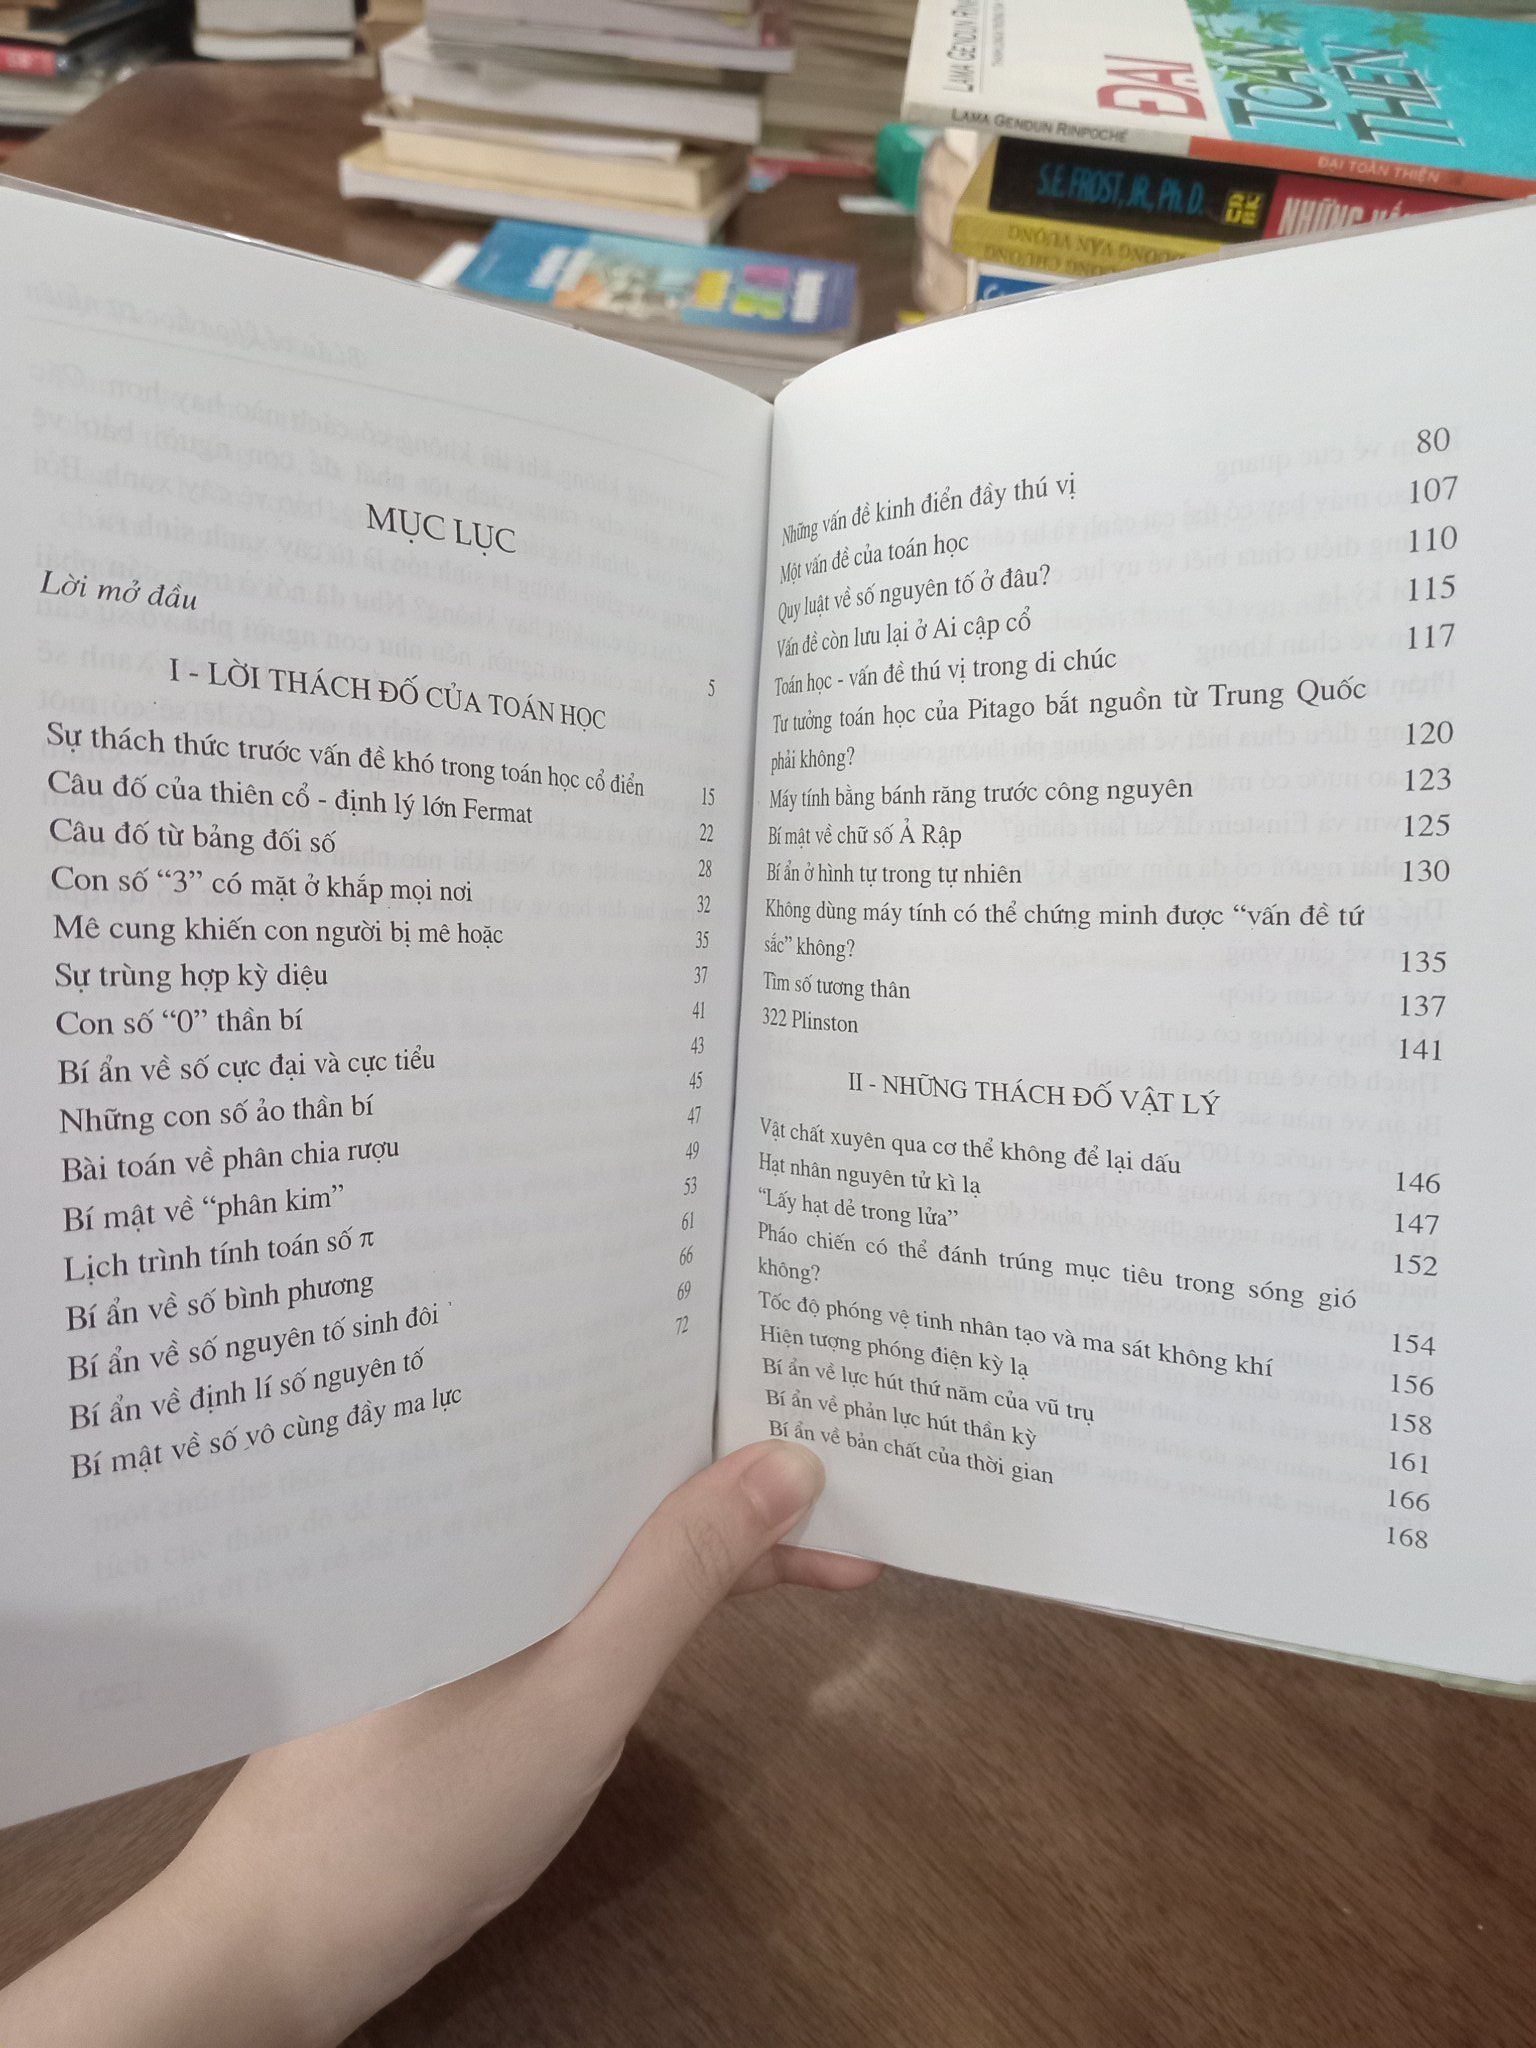 LAMA GENDUN RINPOCHÉ
ĐẠI
TOÀN
THIỆN
LAMA GENDUN RINPOCHÉ
ĐẠI TOÀN THIỆN
S.E. FROST, JR., Ph.D.
MỤC LỤC
Lời mở đầu 5
I - LỜI THÁCH ĐỐ CỦA TOÁN HỌC
Sự thách thức trước vấn đề khó trong toán học cổ điển 15
Câu đố của thiên cổ - định lý lớn Fermat 22
Câu đố từ bảng đối số 28
Con số “3” có mặt ở khắp mọi nơi 32
Mê cung khiến con người bị mê hoặc 35
Sự trùng hợp kỳ diệu 37
Con số “0” thần bí 41
Bí ẩn về số cực đại và cực tiểu 43
Những con số ảo thần bí 45
Bài toán về phân chia rượu 47
Bí mật về “phân kim” 49
Lịch trình tính toán số π 53
Bí ẩn về số bình phương 61
Bí ẩn về số nguyên tố sinh đôi 66
Bí ẩn về định lí số nguyên tố 69
Bí mật về số vô cùng đầy ma lực 72
Những vấn đề kinh điển đầy thú vị 80
Một vấn đề của toán học 107
Quy luật về số nguyên tố ở đâu? 110
Vấn đề còn lưu lại ở Ai cập cổ 115
Toán học - vấn đề thú vị trong di chúc 117
Tư tưởng toán học của Pitago bắt nguồn từ Trung Quốc
phải không? 120
Máy tính bằng bánh răng trước công nguyên 123
Bí mật về chữ số Ả Rập 125
Bí ẩn ở hình tự trong tự nhiên 130
Không dùng máy tính có thể chứng minh được “vấn đề tứ
sắc” không? 135
Tìm số tương thân 137
322 Plinston 141
II - NHỮNG THÁCH ĐỐ VẬT LÝ
Vật chất xuyên qua cơ thể không để lại dấu 146
Hạt nhân nguyên tử kì lạ 147
“Lấy hạt dẻ trong lửa” 152
Pháo chiến có thể đánh trúng mục tiêu trong sóng gió
không? 154
Tốc độ phóng vệ tinh nhân tạo và ma sát không khí 156
Hiện tượng phóng điện kỳ lạ 158
Bí ẩn về lực hút thứ năm của vũ trụ 161
Bí ẩn về phản lực hút thần kỳ 166
Bí ẩn về bản chất của thời gian 168